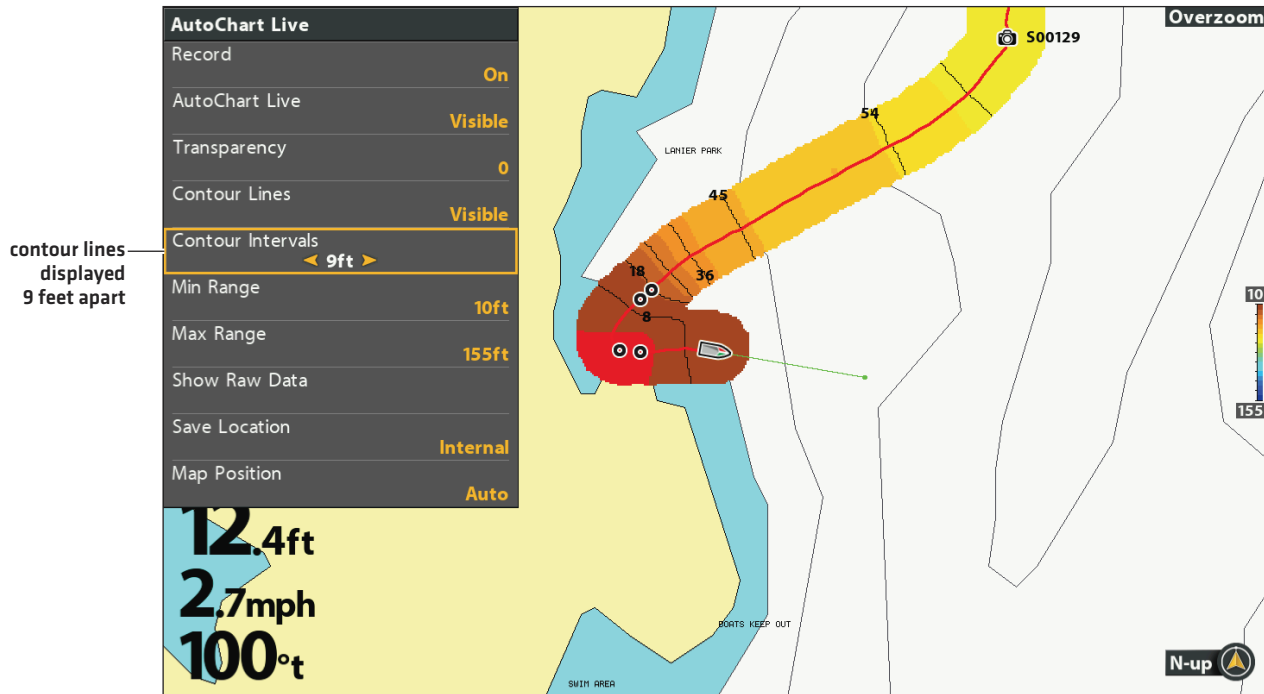 contour lines
displayed
9 feet apart
AutoChart Live
Record
On
AutoChart Live
Visible
Transparency
0
Contour Lines
Visible
Contour Intervals
9ft
Min Range
10ft
Max Range
155ft
Show Raw Data
Save Location
Internal
Map Position
Auto
12.4ft
2.7mph
100°t
Overzoom
S00129
54
LANIER PARK
45
18
36
8
10
155
BOATS KEEP OUT
SWIM AREA
N-up